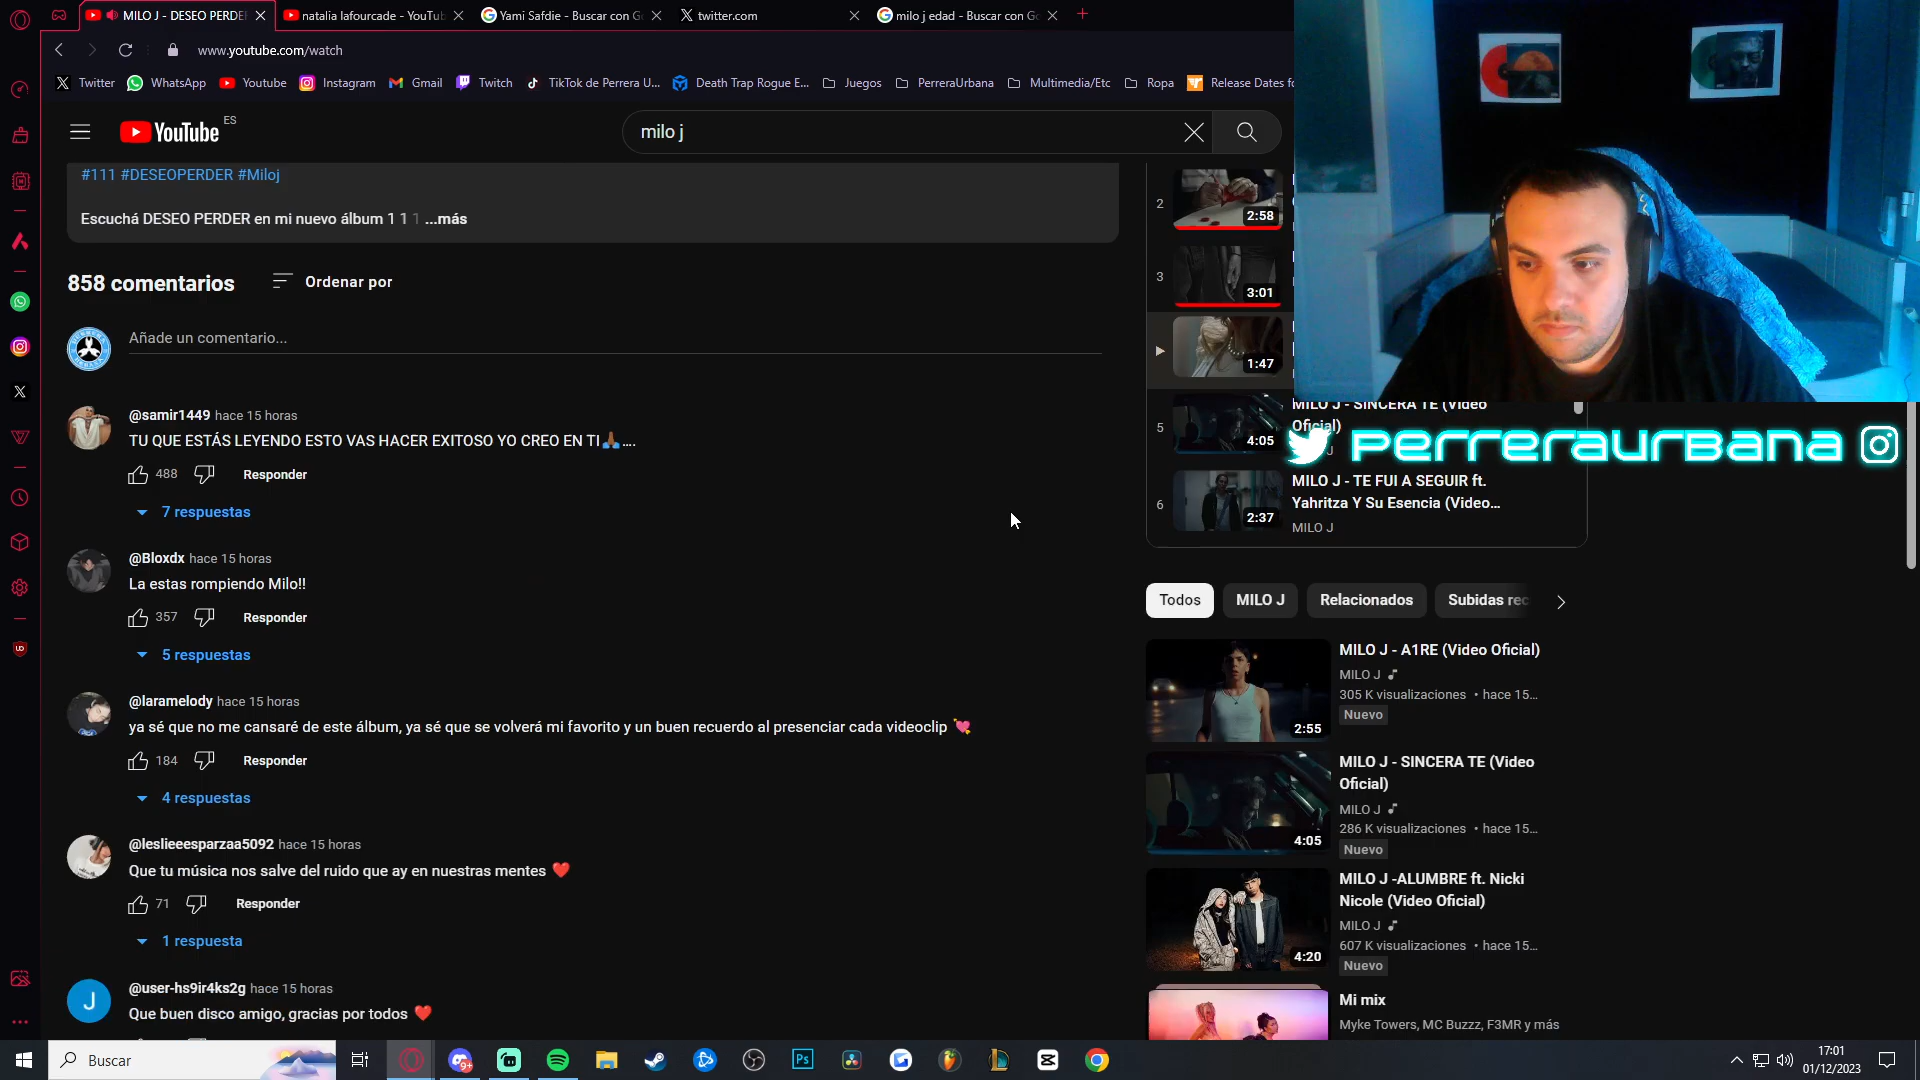 MILO J - DESEO PERDE
natalia lafourcade - YouTub
Yami Safdie - Buscar con G
twitter.com
milo j edad - Buscar con Go
www.youtube.com/watch
Twitter
WhatsApp
Youtube
Instagram
Gmail
Twitch
TikTok de Perrera U...
Death Trap Rogue E...
Juegos
PerreraUrbana
Multimedia/Etc
Ropa
Release Dates fo
YouTube ES
milo j
#111 #DESEOPERDER #Miloj
Escuchá DESEO PERDER en mi nuevo álbum 1 1 1 ...más
858 comentarios
Ordenar por
Añade un comentario...
@samir1449 hace 15 horas
TU QUE ESTÁS LEYENDO ESTO VAS HACER EXITOSO YO CREO EN TI🙏🏾....
488 Responder
7 respuestas
@Bloxdx hace 15 horas
La estas rompiendo Milo!!
357 Responder
5 respuestas
@laramelody hace 15 horas
ya sé que no me cansaré de este álbum, ya sé que se volverá mi favorito y un buen recuerdo al presenciar cada videoclip 💘
184 Responder
4 respuestas
@leslieeesparzaa5092 hace 15 horas
Que tu música nos salve del ruido que ay en nuestras mentes ❤️
71 Responder
1 respuesta
J
@user-hs9ir4ks2g hace 15 horas
Que buen disco amigo, gracias por todos ❤️
2
2:58
3
3:01
1:47
5
4:05
MILO J - SINCERA TE (Video
Oficial)
perreraurbana
6
2:37
MILO J - TE FUI A SEGUIR ft.
Yahritza Y Su Esencia (Video...
MILO J
Todos
MILO J
Relacionados
Subidas rec
2:55
MILO J - A1RE (Video Oficial)
MILO J
305 K visualizaciones • hace 15...
Nuevo
4:05
MILO J - SINCERA TE (Video
Oficial)
MILO J
286 K visualizaciones • hace 15...
Nuevo
4:20
MILO J -ALUMBRE ft. Nicki
Nicole (Video Oficial)
MILO J
607 K visualizaciones • hace 15...
Nuevo
Mi mix
Myke Towers, MC Buzzz, F3MR y más
Buscar
9+
Ps
17:01
01/12/2023